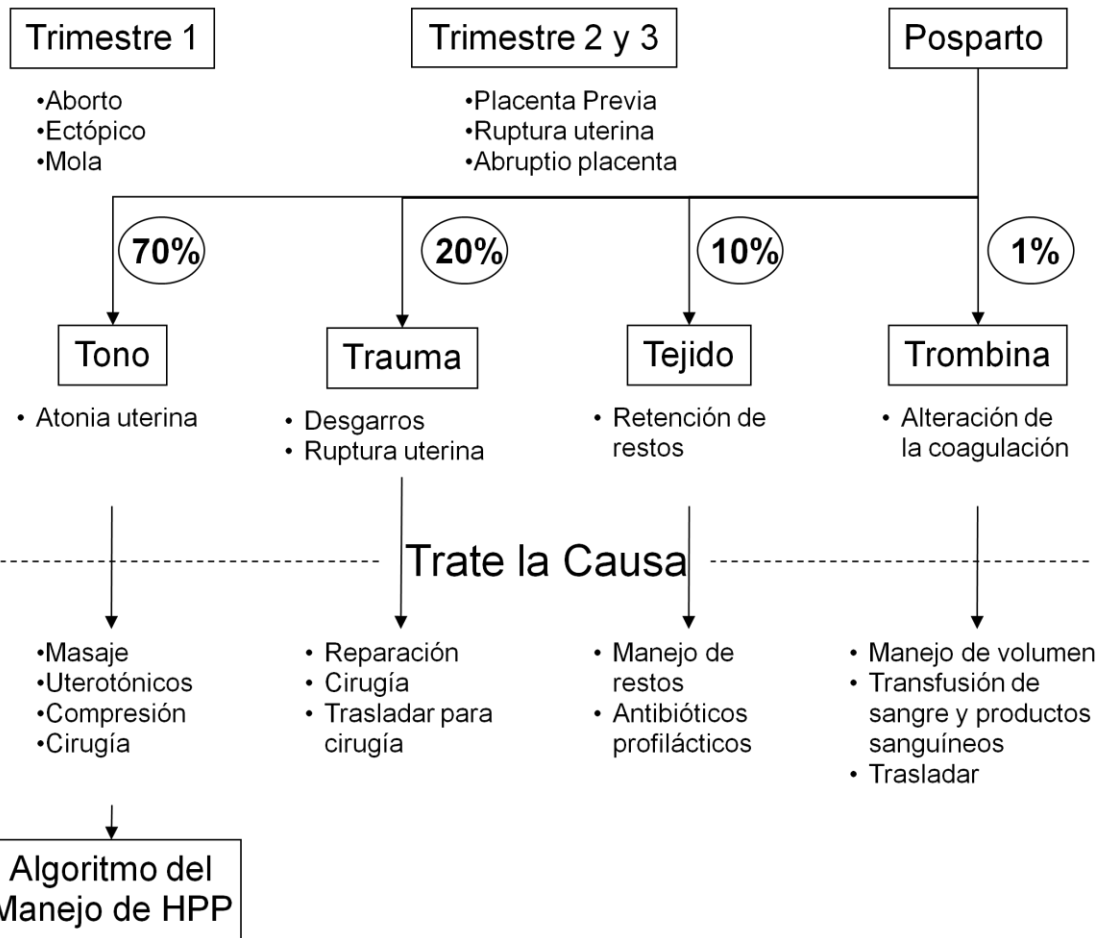 Trimestre 1
Trimestre 2 y 3
Posparto
•Aborto
•Ectópico
•Mola
•Placenta Previa
•Ruptura uterina
•Abruptio placenta
70%
20%
10%
1%
Tono
Trauma
Tejido
Trombina
• Atonia uterina
• Desgarros
• Ruptura uterina
• Retención de
restos
• Alteración de
la coagulación
Trate la Causa
•Masaje
•Uterotónicos
•Compresión
•Cirugía
• Reparación
• Cirugía
• Trasladar para
cirugía
• Manejo de
restos
• Antibióticos
profilácticos
• Manejo de volumen
• Transfusión de
sangre y productos
sanguíneos
• Trasladar
Algoritmo del
Manejo de HPP